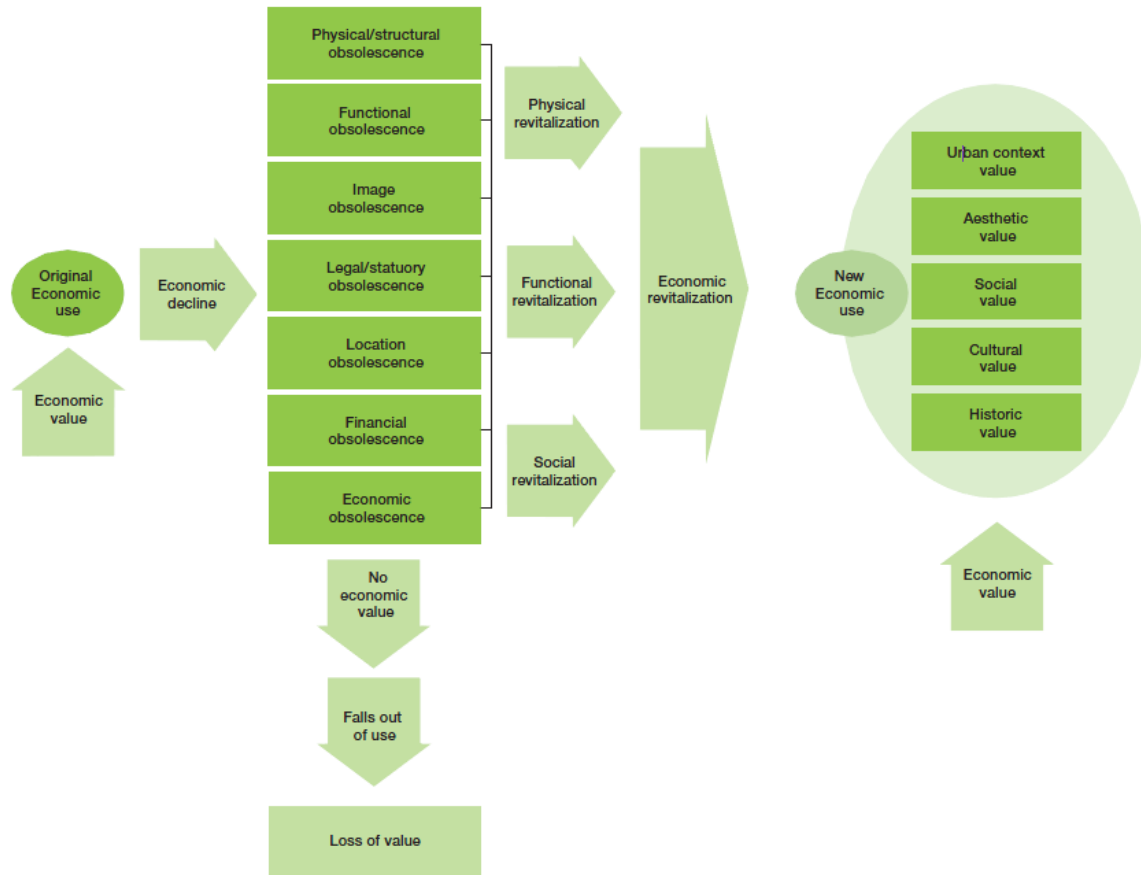 Physical/structural
obsolescence
Functional
obsolescence
Image
obsolescence
Legal/statuory
obsolescence
Location
obsolescence
Financial
obsolescence
Economic
obsolescence
Original
Economic
use
Economic
value
Economic
decline
Physical
revitalization
Functional
revitalization
Social
revitalization
Economic
revitalization
New
Economic
use
Urban context
value
Aesthetic
value
Social
value
Cultural
value
Historic
value
Economic
value
No
economic
value
Falls out
of use
Loss of value